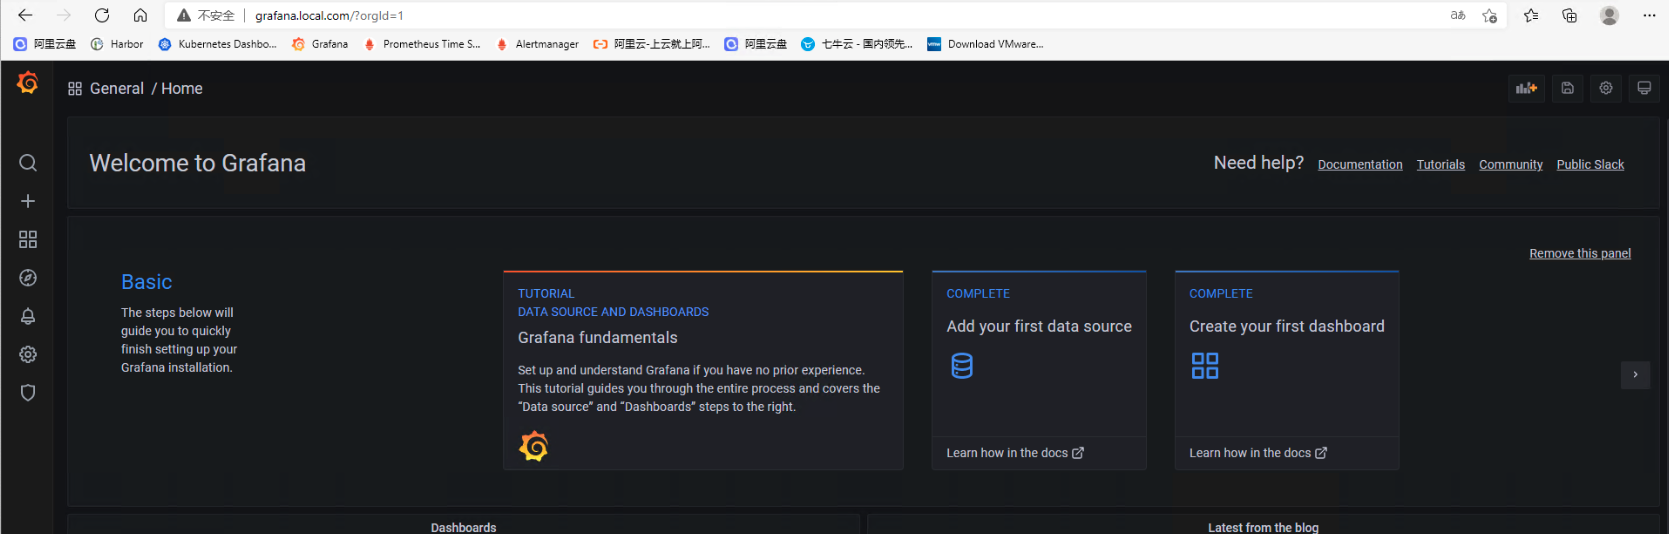 不安全 grafana.local.com/?orgId=1 aあ
阿里云盘 Harbor Kubernetes Dashbo... Grafana Prometheus Time S... Alertmanager 阿里云-上云就上阿... 阿里云盘 七牛云 - 国内领先... Download VMware...
General / Home
Welcome to Grafana
Need help? Documentation Tutorials Community Public Slack
Remove this panel
Basic
The steps below will
guide you to quickly
finish setting up your
Grafana installation.
TUTORIAL
DATA SOURCE AND DASHBOARDS
Grafana fundamentals
Set up and understand Grafana if you have no prior experience.
This tutorial guides you through the entire process and covers the
“Data source” and “Dashboards” steps to the right.
COMPLETE
Add your first data source
Learn how in the docs
COMPLETE
Create your first dashboard
Learn how in the docs
Dashboards
Latest from the blog